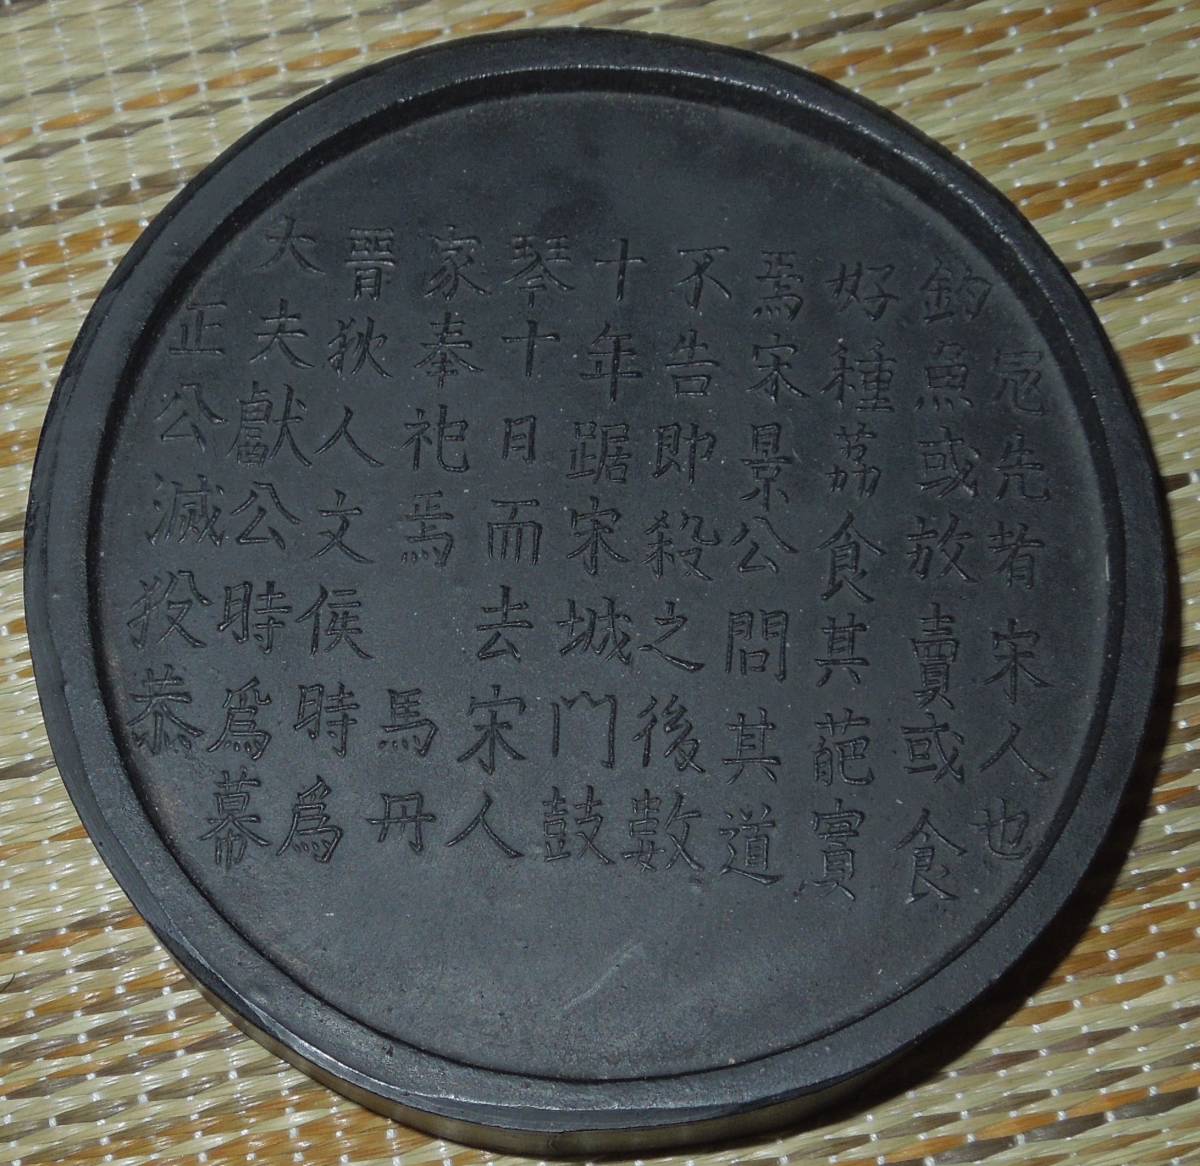 冦先者宋人也
釣魚或放賣或食
好種荔食其葩實
焉宋景公問其道
不告即殺之後數
十年踞宋城門鼓
琴十日而去宋人
家奉祀焉 馬丹
晉狄人文侯時爲
大夫獻公時爲幕
正公滅恭